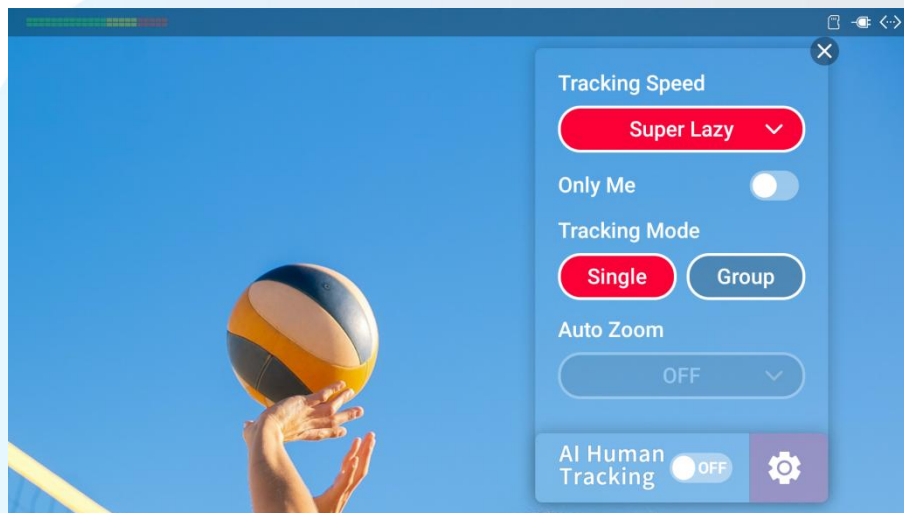 Tracking Speed
Super Lazy
Only Me
Tracking Mode
Single
Group
Auto Zoom
OFF
AI Human
Tracking
OFF